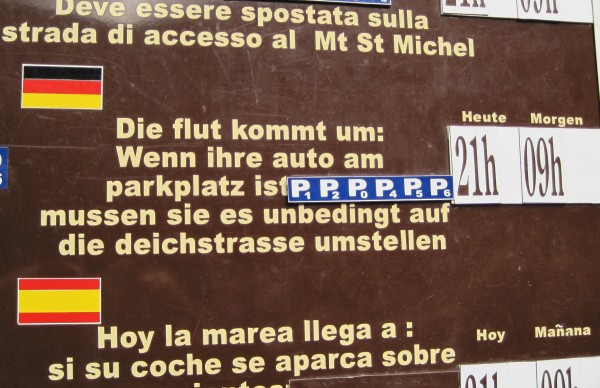 Deve essere spostata sulla
strada di accesso al Mt St Michel
Heute Morgen
Die flut kommt um: 21h 09h
Wenn ihre auto am
parkplatz ist P1 P2 P0 P4 P5 P6
mussen sie es unbedingt auf
die deichstrasse umstellen
Hoy la marea llega a : Hoy Mañana
si su coche se aparca sobre